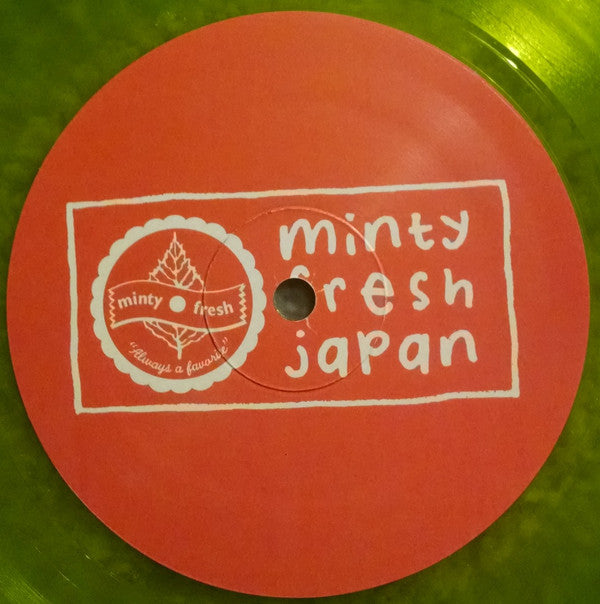 minty fresh
"Always a favorite"
minty
fresh
japan